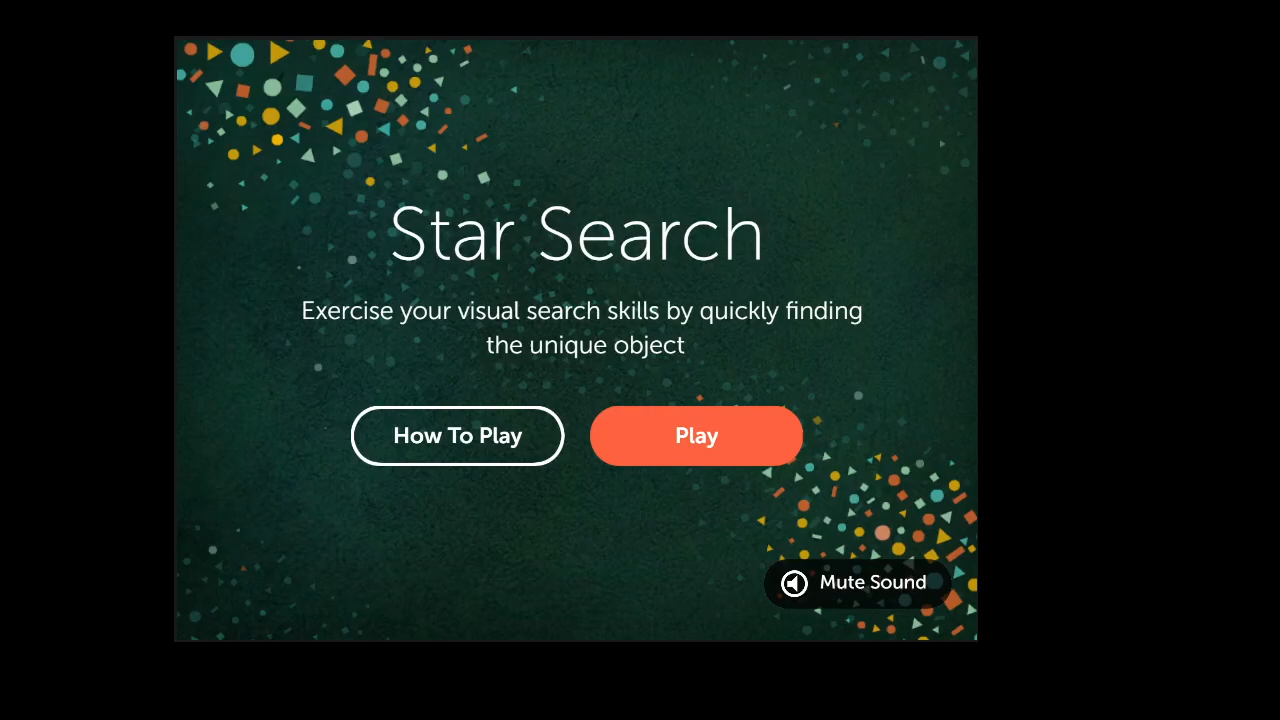 Star Search
Exercise your visual search skills by quickly finding
the unique object
How To Play
Play
Mute Sound